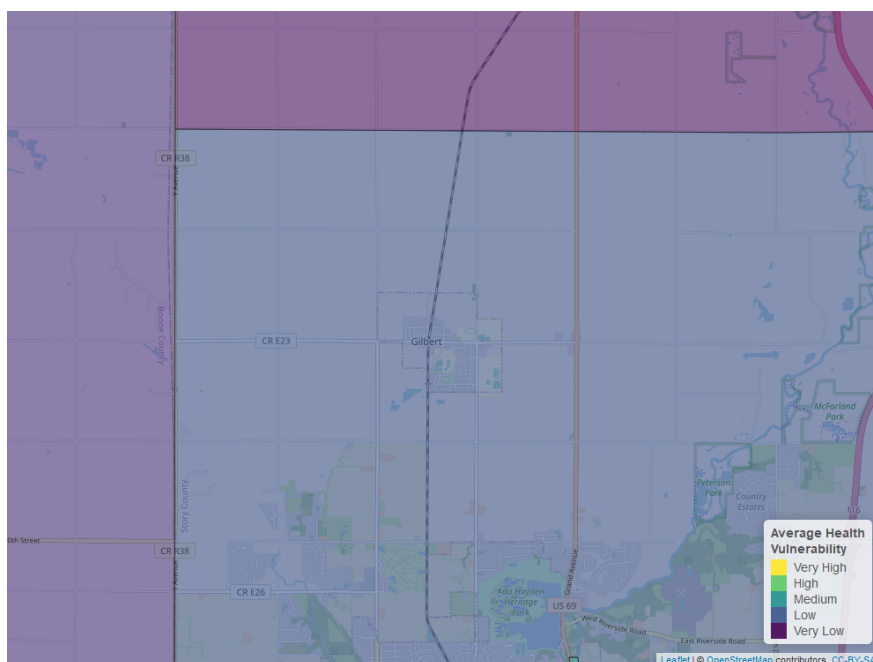 CR R38
Y Avenue
Boone County
CR E23
Gilbert
McFarland
Park
Peterson
Park
Country
Estates
Story County
0th Street
CR R38
Y Avenue
CR E26
Ada Hayden
Heritage
Park
Grand Avenue
US 69
West Riverside Road
East Riverside Road
Average Health
Vulnerability
Very High
High
Medium
Low
Very Low
Leaflet | © OpenStreetMap contributors, CC-BY-SA